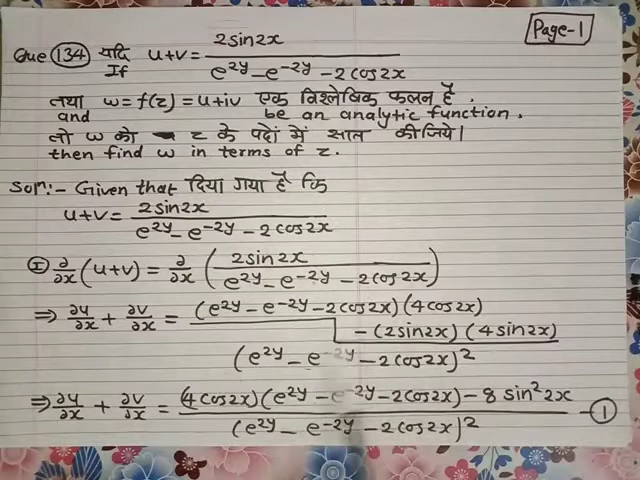 Page-1
Que (134) यदि u+v = 2sin2x / e^2y - e^-2y - 2cos2x
If
तथा ω=f(z)=u+iv एक विश्लेषिक फलन है.
and be an analytic function.
तो ω को z के पदों में सात कीजिये।
then find ω in terms of z.
Soln:- Given that दिया गया है कि
u+v = 2sin2x / e^2y - e^-2y - 2cos2x
① ∂/∂x (u+v) = ∂/∂x (2sin2x / e^2y - e^-2y - 2cos2x)
⇒ ∂u/∂x + ∂v/∂x = (e^2y - e^-2y - 2cos2x)(4cos2x) - (2sin2x)(4sin2x) / (e^2y - e^-2y - 2cos2x)^2
⇒ ∂u/∂x + ∂v/∂x = (4cos2x)(e^2y - e^-2y - 2cos2x) - 8sin^2 2x / (e^2y - e^-2y - 2cos2x)^2 - ①